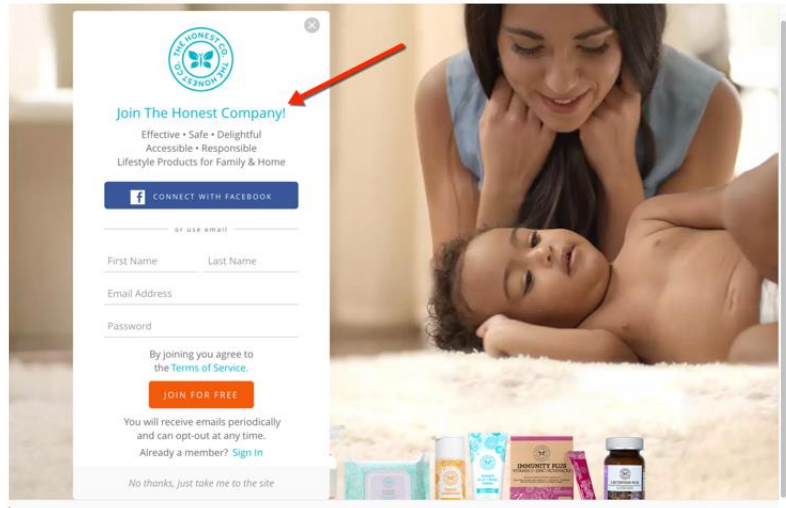 THE HONEST CO. THE HONEST CO.
Join The Honest Company!
Effective • Safe • Delightful
Accessible • Responsible
Lifestyle Products for Family & Home
f CONNECT WITH FACEBOOK
or use email
First Name Last Name
Email Address
Password
By joining you agree to
the Terms of Service.
JOIN FOR FREE
You will receive emails periodically
and can opt-out at any time.
Already a member? Sign In
No thanks, just take me to the site
IMMUNITY PLUS